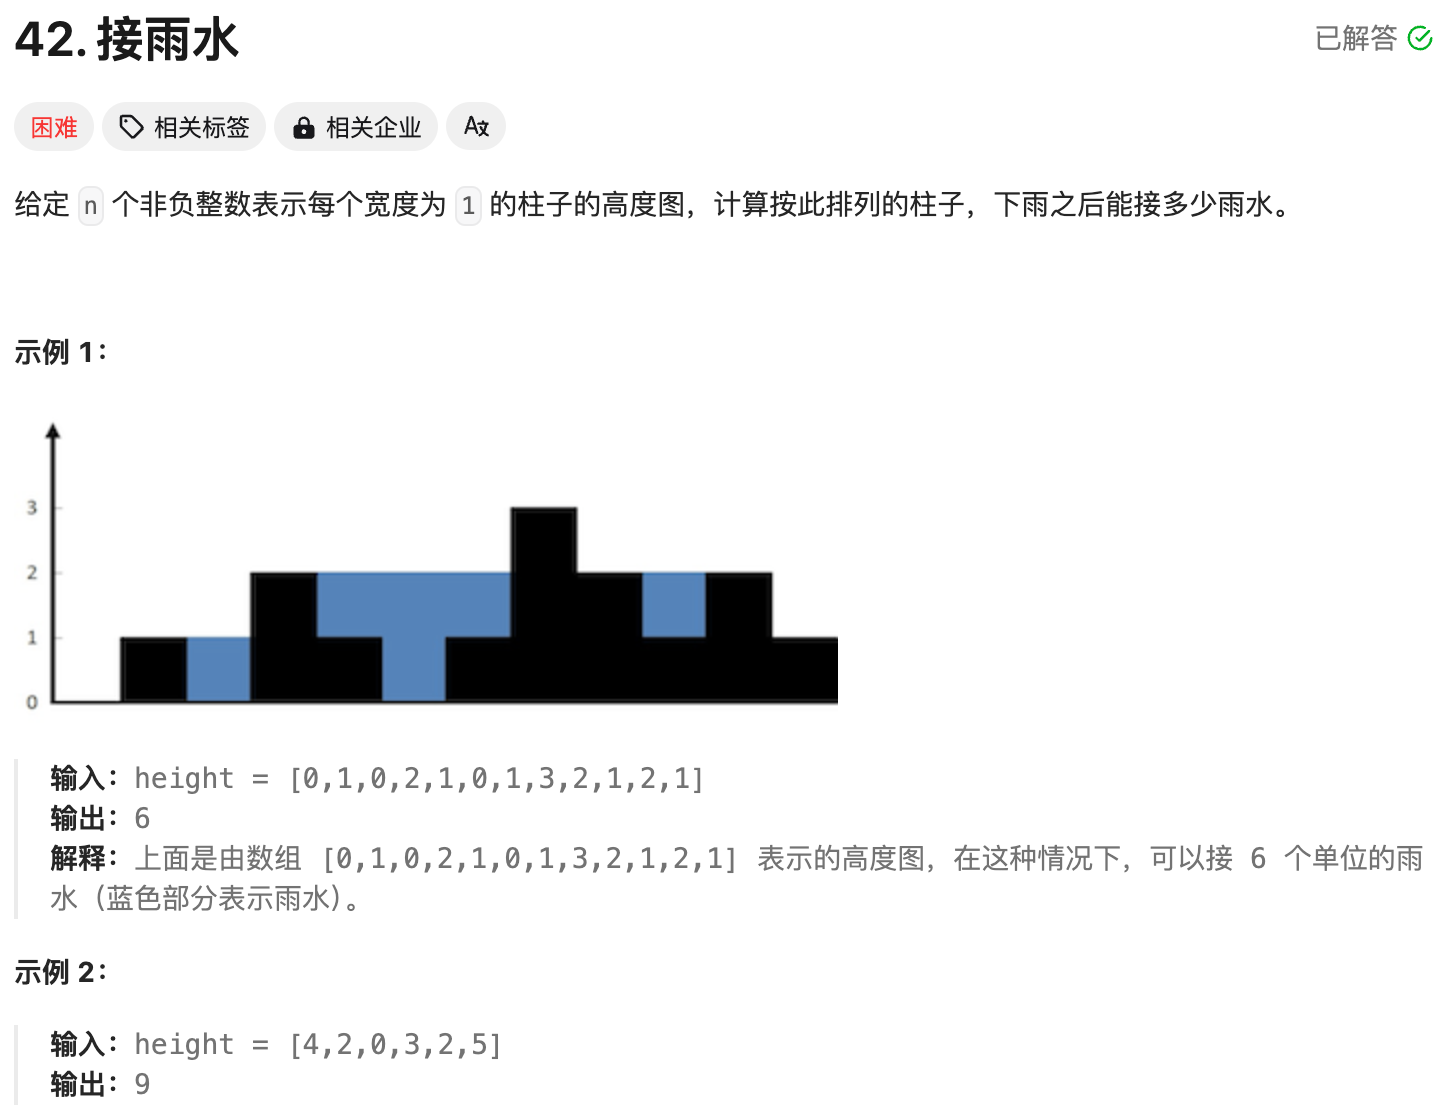 42. 接雨水
已解答
困难
相关标签
相关企业
给定 n 个非负整数表示每个宽度为 1 的柱子的高度图，计算按此排列的柱子，下雨之后能接多少雨水。
示例 1：
3
2
1
0
输入：height = [0,1,0,2,1,0,1,3,2,1,2,1]
输出：6
解释：上面是由数组 [0,1,0,2,1,0,1,3,2,1,2,1] 表示的高度图，在这种情况下，可以接 6 个单位的雨
水（蓝色部分表示雨水）。
示例 2：
输入：height = [4,2,0,3,2,5]
输出：9